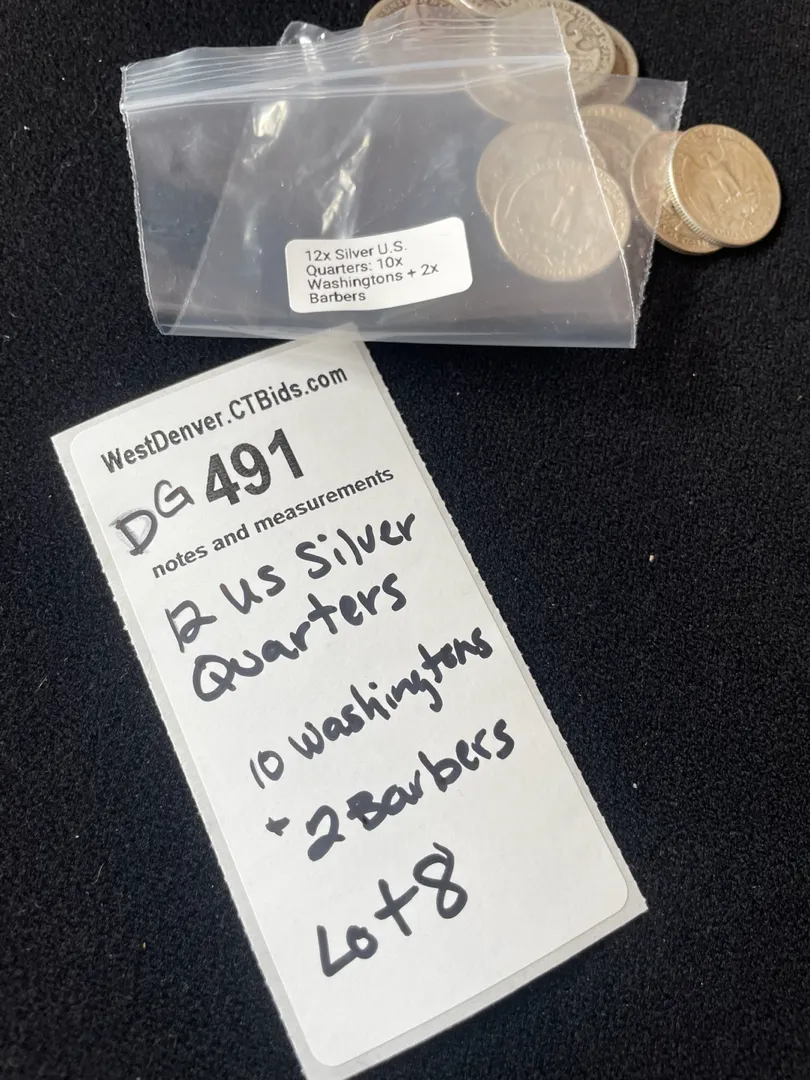 12x Silver U.S.
Quarters: 10x
Washingtons + 2x
Barbers
WestDenver.CTBids.com
DG 491
notes and measurements
12 US Silver
Quarters
10 Washingtons
+ 2 Barbers
Lot 8